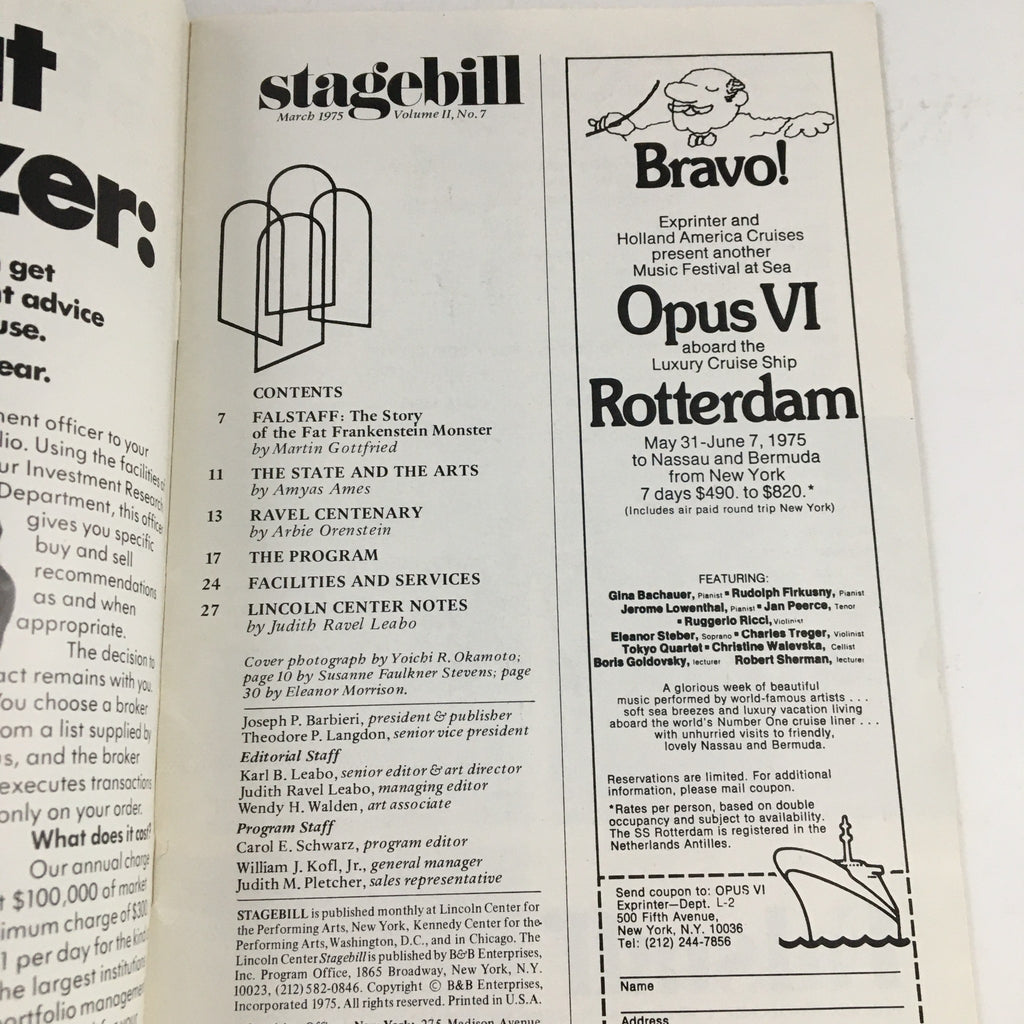 it
zer:
get
t advice
use.
ear.
ment officer to your
lio. Using the facilities of
ur Investment Research
Department, this office
gives you specific
buy and sell
recommendations
as and when
appropriate.
The decision to
act remains with you.
You choose a broker
om a list supplied by
s, and the broker
executes transactions
only on your order.
What does it cost?
Our annual charge
$100,000 of market
imum charge of $300
1 per day for the kind
he largest institution
ortfolio management
stagebill
March 1975 Volume II, No. 7
CONTENTS
7 FALSTAFF: The Story
of the Fat Frankenstein Monster
by Martin Gottfried
11 THE STATE AND THE ARTS
by Amyas Ames
13 RAVEL CENTENARY
by Arbie Orenstein
17 THE PROGRAM
24 FACILITIES AND SERVICES
27 LINCOLN CENTER NOTES
by Judith Ravel Leabo
Cover photograph by Yoichi R. Okamoto;
page 10 by Susanne Faulkner Stevens; page
30 by Eleanor Morrison.
Joseph P. Barbieri, president & publisher
Theodore P. Langdon, senior vice president
Editorial Staff
Karl B. Leabo, senior editor & art director
Judith Ravel Leabo, managing editor
Wendy H. Walden, art associate
Program Staff
Carol E. Schwarz, program editor
William J. Kofl, Jr., general manager
Judith M. Pletcher, sales representative
STAGEBILL is published monthly at Lincoln Center for
the Performing Arts, New York, Kennedy Center for the
Performing Arts, Washington, D.C., and in Chicago. The
Lincoln Center Stagebill is published by B&B Enterprises,
Inc. Program Office, 1865 Broadway, New York, N.Y.
10023, (212) 582-0846. Copyright © B&B Enterprises,
Incorporated 1975. All rights reserved. Printed in U.S.A.
New York: 275 Madison Avenue
Bravo!
Exprinter and
Holland America Cruises
present another
Music Festival at Sea
Opus VI
aboard the
Luxury Cruise Ship
Rotterdam
May 31-June 7, 1975
to Nassau and Bermuda
from New York
7 days $490. to $820.*
(Includes air paid round trip New York)
FEATURING:
Gina Bachauer, Pianist ▪ Rudolph Firkusny, Pianist
Jerome Lowenthal, Pianist ▪ Jan Peerce, Tenor
▪ Ruggerio Ricci, Violinist
Eleanor Steber, Soprano ▪ Charles Treger, Violinist
Tokyo Quartet ▪ Christine Walevska, Cellist
Boris Goldovsky, lecturer Robert Sherman, lecturer
A glorious week of beautiful
music performed by world-famous artists . . .
soft sea breezes and luxury vacation living
aboard the world's Number One cruise liner . . .
with unhurried visits to friendly,
lovely Nassau and Bermuda.
Reservations are limited. For additional
information, please mail coupon.
*Rates per person, based on double
occupancy and subject to availability.
The SS Rotterdam is registered in the
Netherlands Antilles.
Send coupon to: OPUS VI
Exprinter—Dept. L-2
500 Fifth Avenue,
New York, N.Y. 10036
Tel: (212) 244-7856
Name
Address